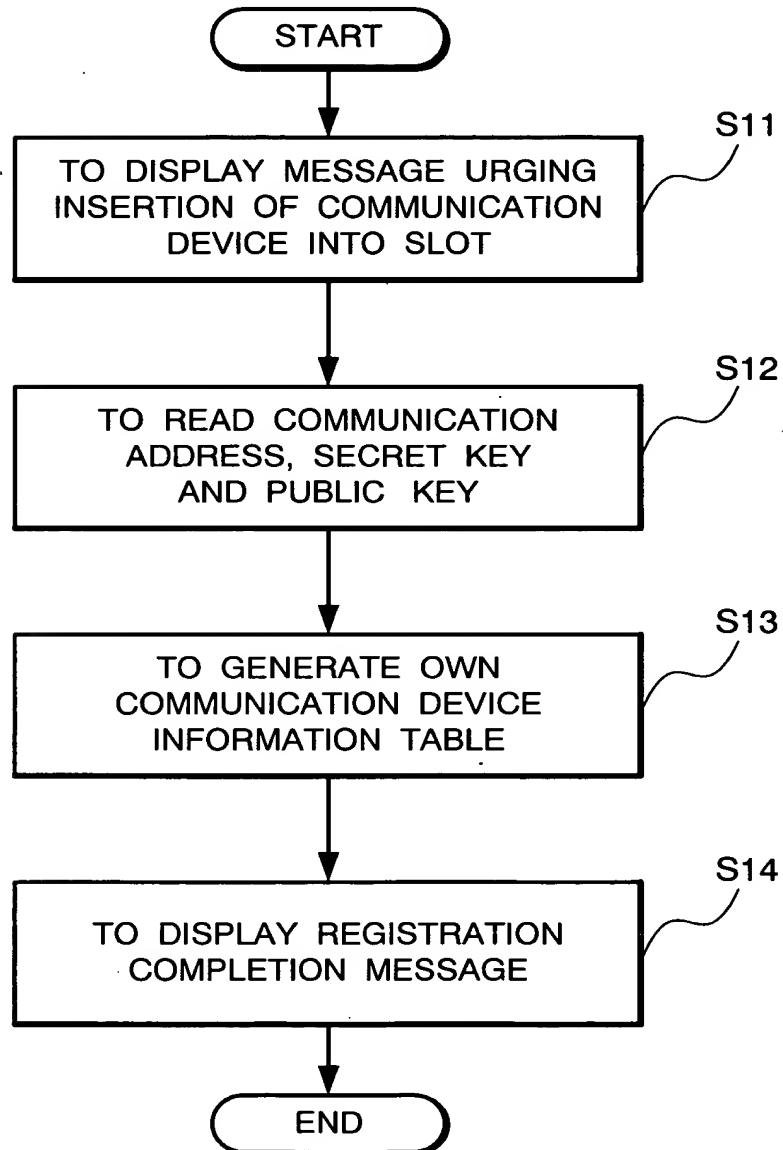 START
S11
TO DISPLAY MESSAGE URGING
INSERTION OF COMMUNICATION
DEVICE INTO SLOT
S12
TO READ COMMUNICATION
ADDRESS, SECRET KEY
AND PUBLIC KEY
S13
TO GENERATE OWN
COMMUNICATION DEVICE
INFORMATION TABLE
S14
TO DISPLAY REGISTRATION
COMPLETION MESSAGE
END